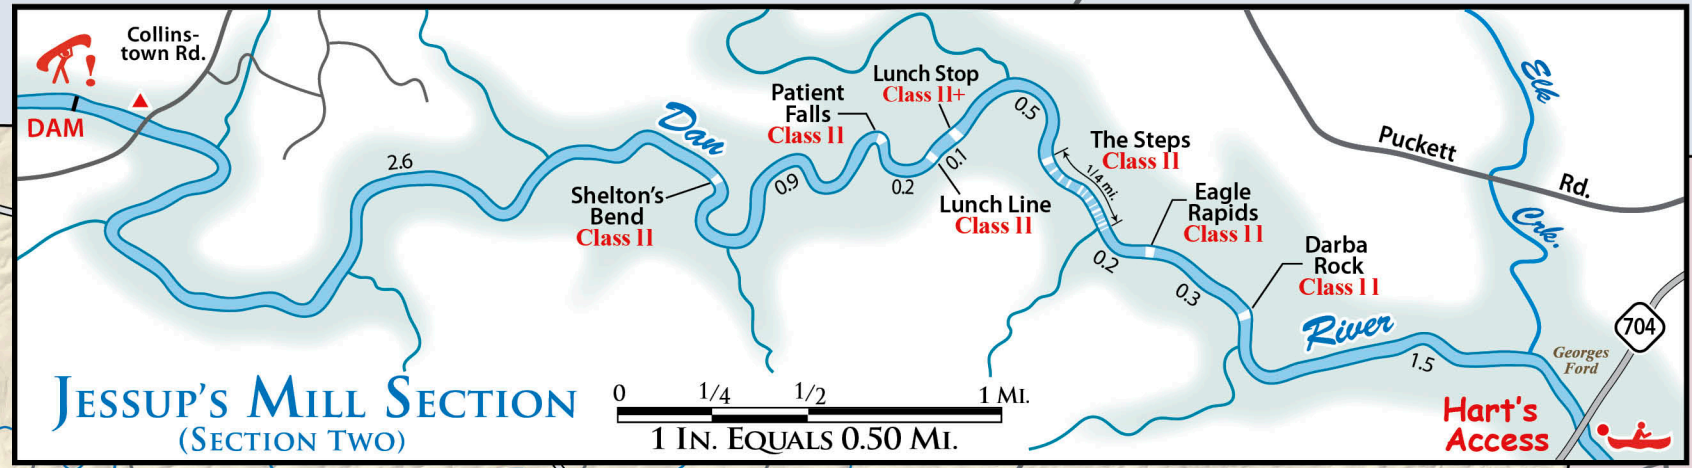 Collins-
town Rd.
!
DAM
2.6
Dan
Shelton's
Bend
Class II
0.9
Patient
Falls
Class II
0.2
Lunch Stop
Class II+
0.1
Lunch Line
Class II
0.5
The Steps
Class II
1/4 mi.
0.2
Eagle
Rapids
Class II
0.3
Darba
Rock
Class II
River
1.5
Puckett
Rd.
Elk
Crk.
704
Georges
Ford
Hart's
Access
JESSUP'S MILL SECTION
(SECTION TWO)
0 1/4 1/2 1 MI.
1 IN. EQUALS 0.50 MI.